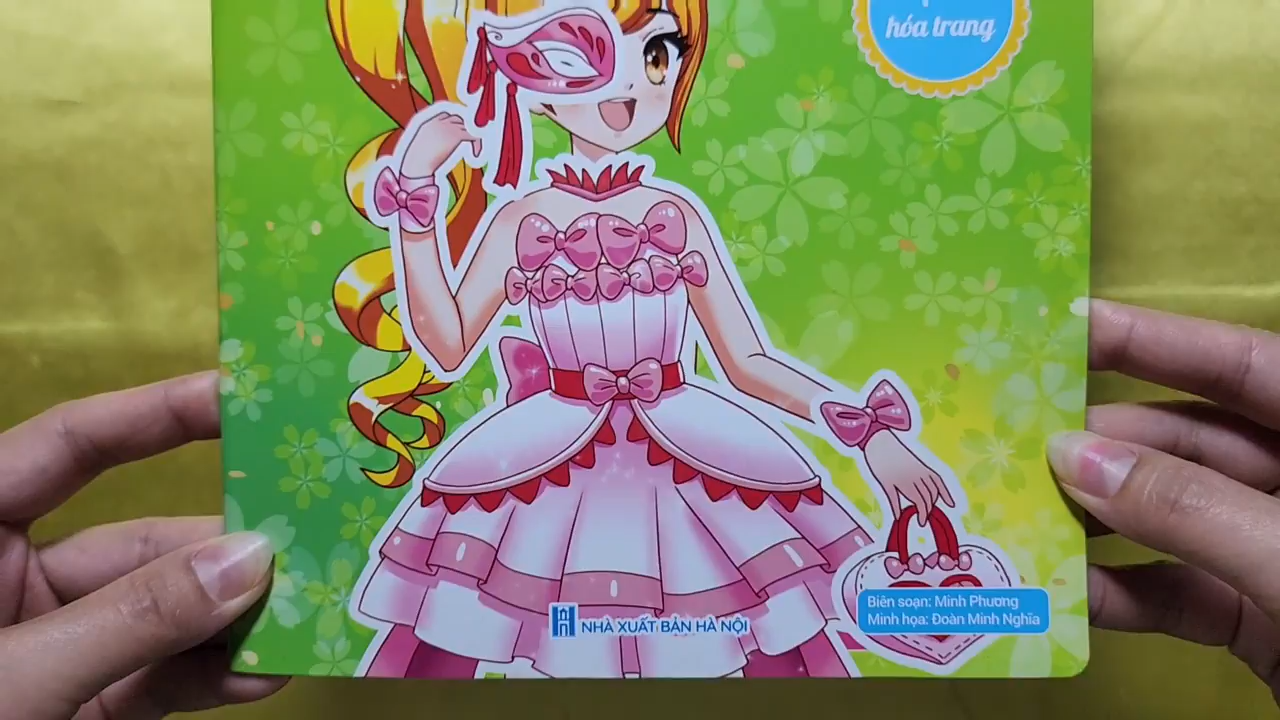 hóa trang
Biên soạn: Minh Phương
Minh họa: Đoàn Minh Nghĩa
NHÀ XUẤT BẢN HÀ NỘI